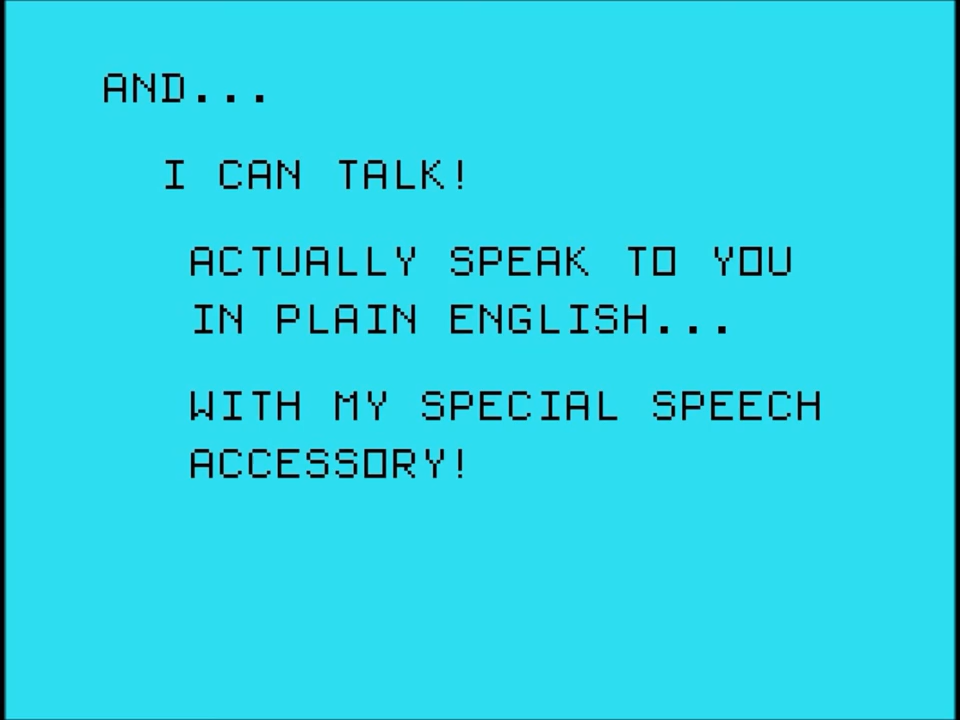 AND...
I CAN TALK!
ACTUALLY SPEAK TO YOU
IN PLAIN ENGLISH...
WITH MY SPECIAL SPEECH
ACCESSORY!